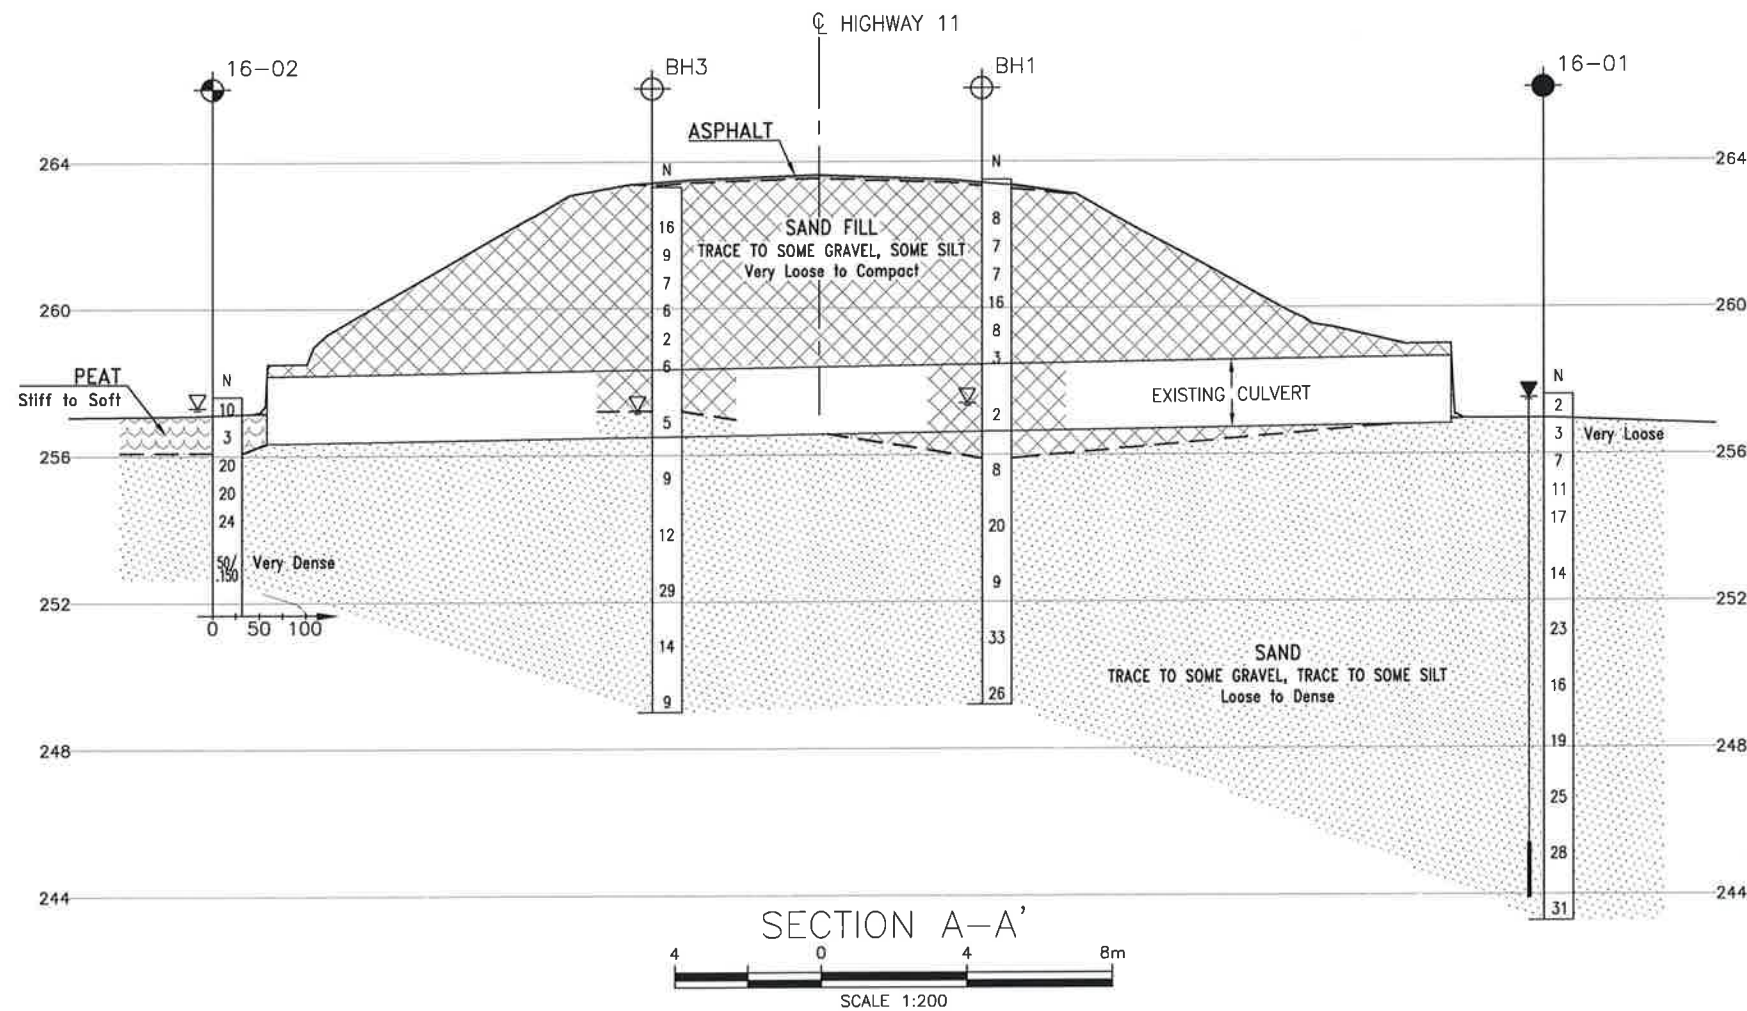 ℄ HIGHWAY 11
16-02
BH3
BH1
16-01
ASPHALT
264
264
N
N
SAND FILL
TRACE TO SOME GRAVEL, SOME SILT
Very Loose to Compact
16
9
7
6
2
6
5
9
12
29
14
9
8
7
7
16
8
3
2
8
20
9
33
26
260
260
PEAT
Stiff to Soft
N
10
3
20
20
24
50/
.150
Very Dense
0 50 100
EXISTING CULVERT
N
2
3
7
11
17
14
23
16
19
25
28
31
Very Loose
256
256
252
252
SAND
TRACE TO SOME GRAVEL, TRACE TO SOME SILT
Loose to Dense
248
248
244
244
SECTION A-A'
4 0 4 8m
SCALE 1:200